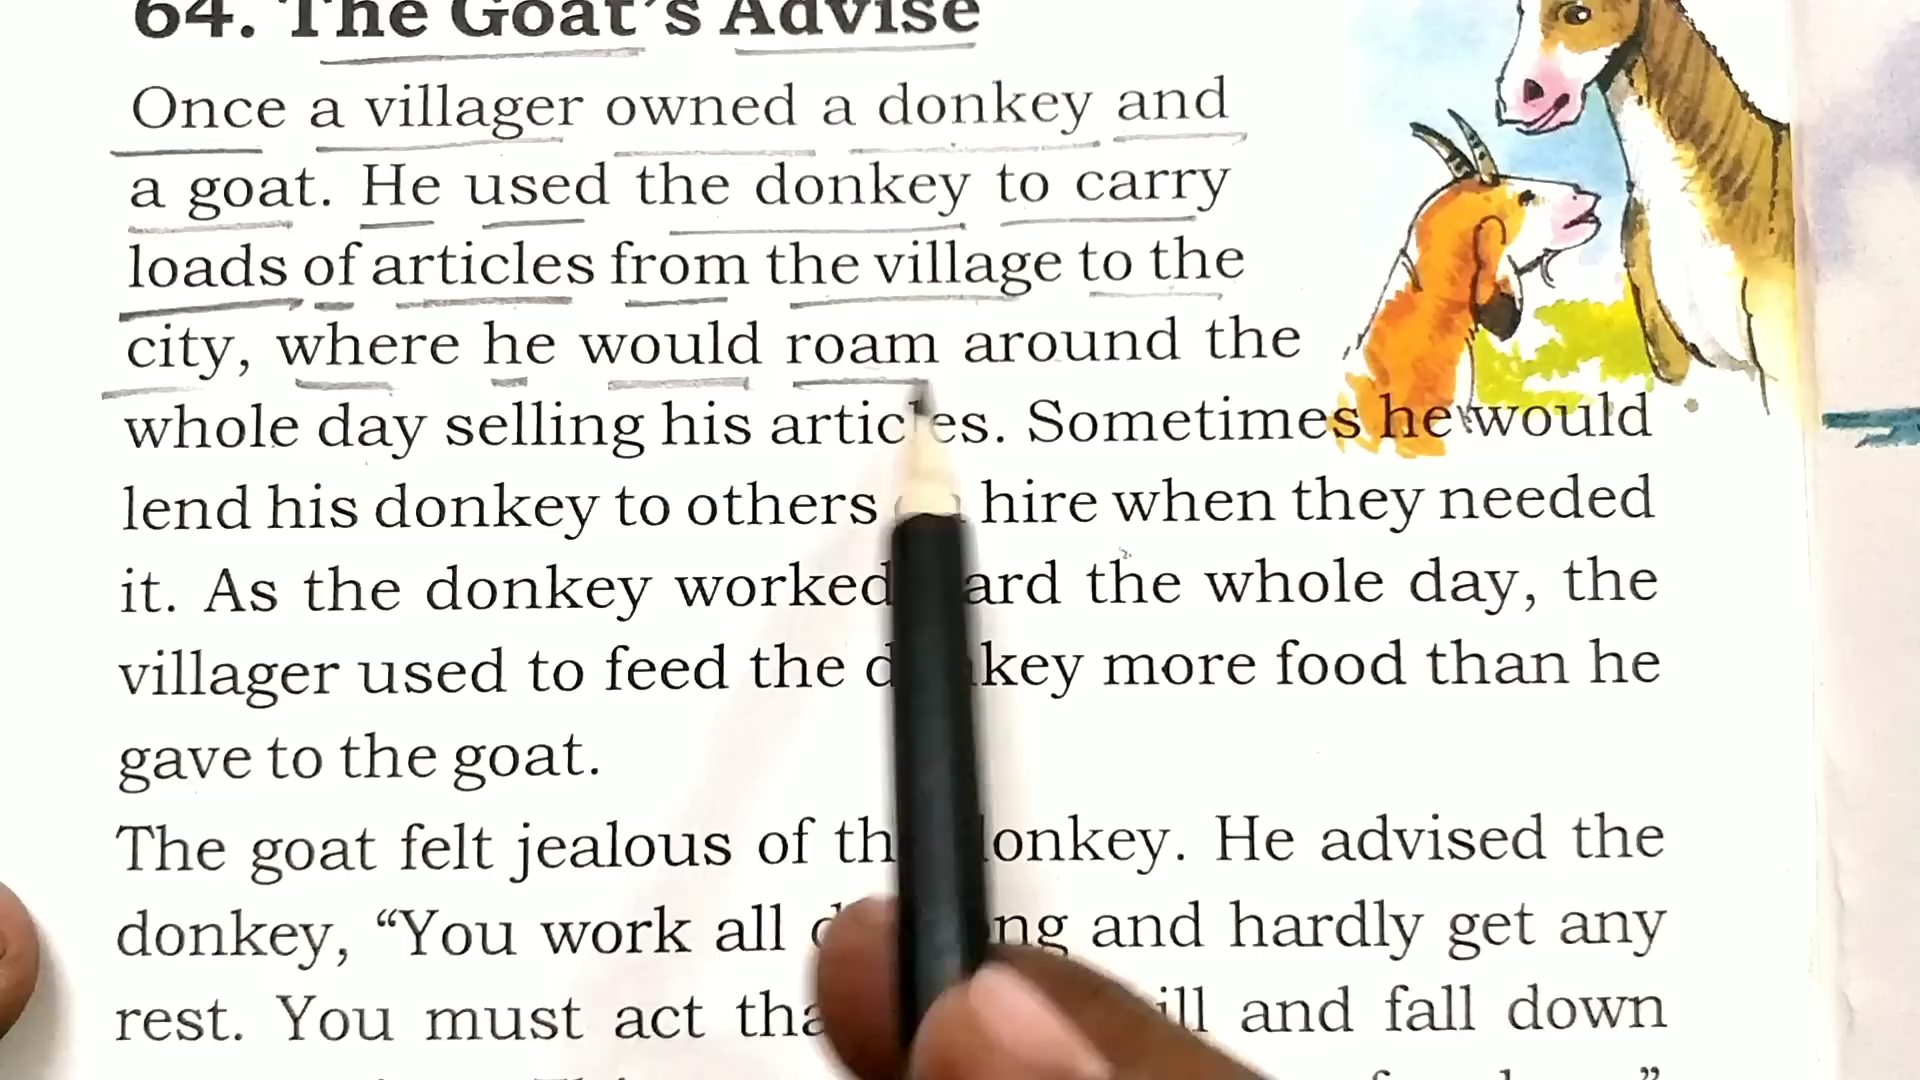 64. The Goat's Advise
Once a villager owned a donkey and
a goat. He used the donkey to carry
loads of articles from the village to the
city, where he would roam around the
whole day selling his articles. Sometimes he would
lend his donkey to others hire when they needed
it. As the donkey worked hard the whole day, the
villager used to feed the donkey more food than he
gave to the goat.
The goat felt jealous of the donkey. He advised the
donkey, “You work all and hardly get any
rest. You must act ill and fall down